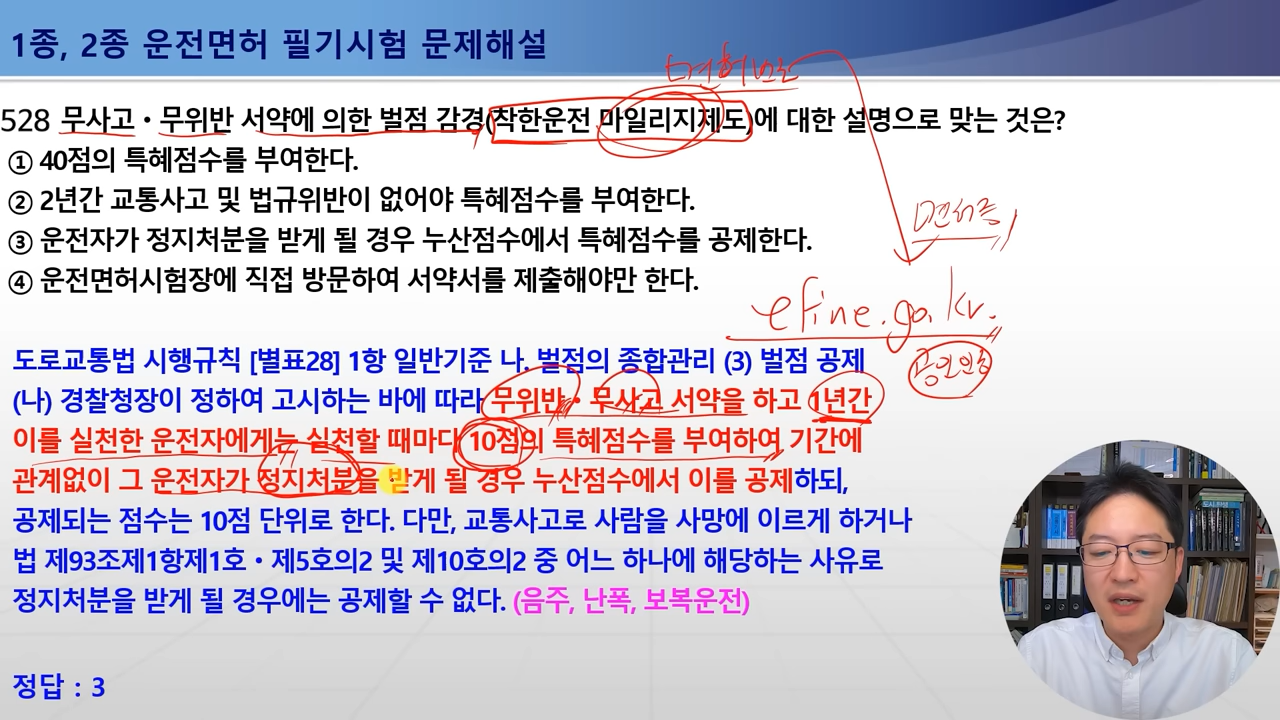 1종, 2종 운전면허 필기시험 문제해설
면허번호
528 무사고・무위반 서약에 의한 벌점 감경(착한운전 마일리지제도)에 대한 설명으로 맞는 것은?
① 40점의 특혜점수를 부여한다.
② 2년간 교통사고 및 법규위반이 없어야 특혜점수를 부여한다.
③ 운전자가 정지처분을 받게 될 경우 누산점수에서 특혜점수를 공제한다.
④ 운전면허시험장에 직접 방문하여 서약서를 제출해야만 한다.
efine.go.kr.
도로교통법 시행규칙 [별표28] 1항 일반기준 나. 벌점의 종합관리 (3) 벌점 공제
(나) 경찰청장이 정하여 고시하는 바에 따라 무위반・무사고 서약을 하고 1년간
이를 실천한 운전자에게는 실천할 때마다 10점의 특혜점수를 부여하여 기간에
관계없이 그 운전자가 정지처분을 받게 될 경우 누산점수에서 이를 공제하되,
공제되는 점수는 10점 단위로 한다. 다만, 교통사고로 사람을 사망에 이르게 하거나
법 제93조제1항제1호・제5호의2 및 제10호의2 중 어느 하나에 해당하는 사유로
정지처분을 받게 될 경우에는 공제할 수 없다. (음주, 난폭, 보복운전)
정답 : 3